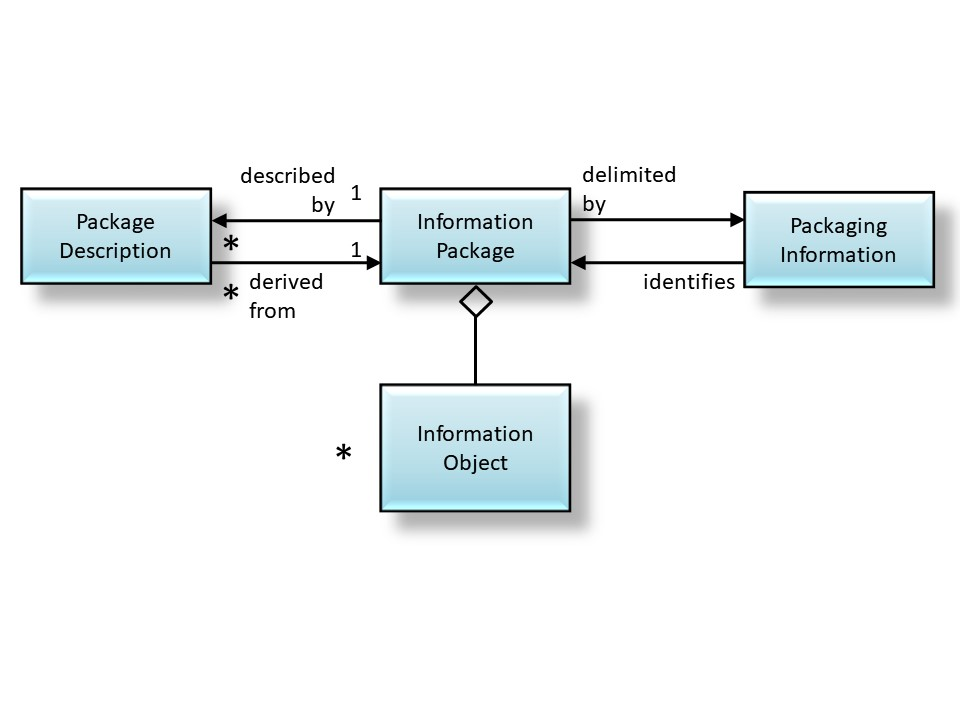 described
by
1
delimited
by
Package
Description
*
Information
Package
1
Packaging
Information
*
derived
from
identifies
*
Information
Object